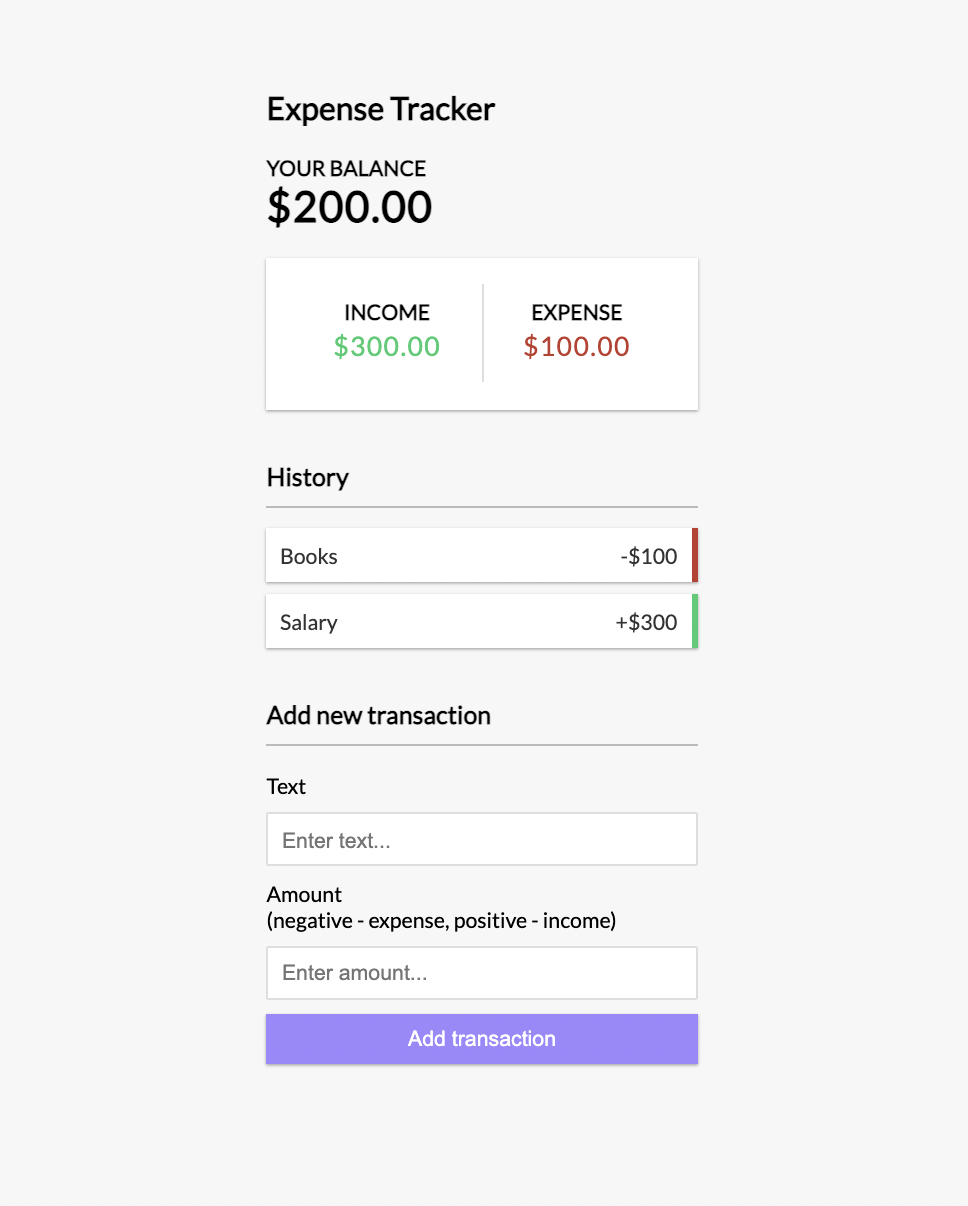 Expense Tracker
YOUR BALANCE
$200.00
INCOME
$300.00
EXPENSE
$100.00
History
Books -$100
Salary +$300
Add new transaction
Text
Enter text...
Amount
(negative - expense, positive - income)
Enter amount...
Add transaction